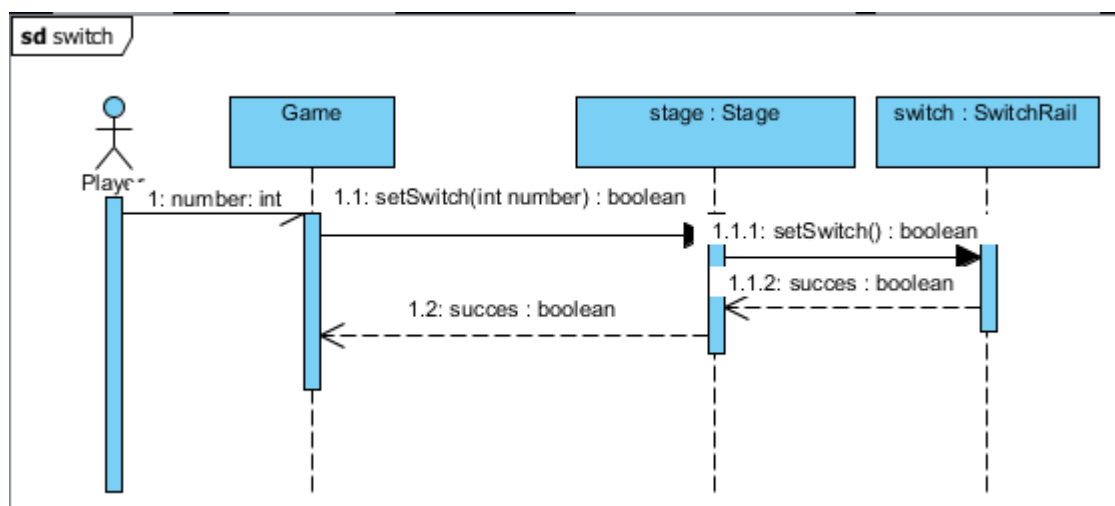 sd switch
Game
stage : Stage
switch : SwitchRail
Player
1: number: int
1.1: setSwitch(int number) : boolean
1.1.1: setSwitch() : boolean
1.1.2: succes : boolean
1.2: succes : boolean